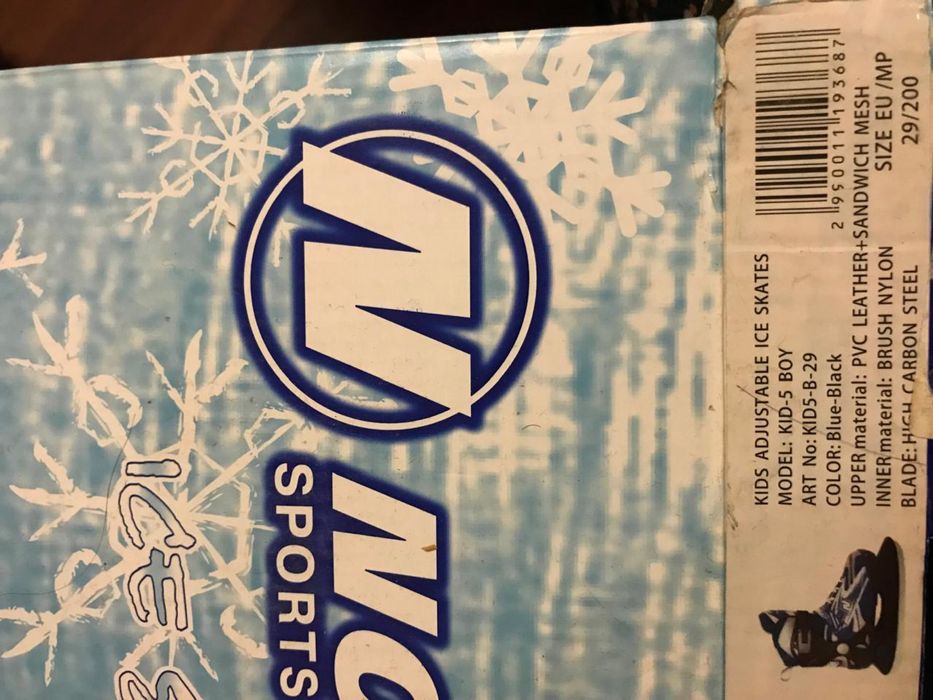 N
NO
SPORTS
ICE S
KIDS ADJUSTABLE ICE SKATES
MODEL: KID-5 BOY
ART No: KID5-B-29
COLOR: Blue-Black
UPPER material: PVC LEATHER+SANDWICH MESH
INNER material: BRUSH NYLON
BLADE: HIGH CARBON STEEL
2 950011 193687
SIZE EU /MP
29/200